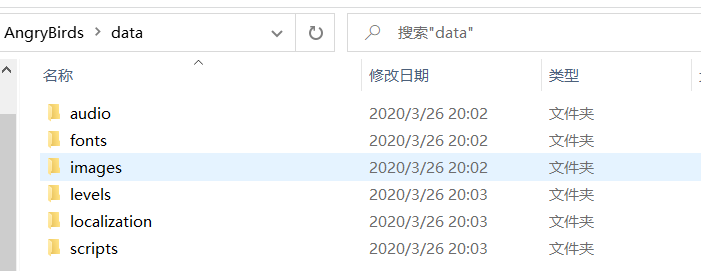 AngryBirds > data 搜索"data"
名称 修改日期 类型
audio 2020/3/26 20:02 文件夹
fonts 2020/3/26 20:02 文件夹
images 2020/3/26 20:02 文件夹
levels 2020/3/26 20:03 文件夹
localization 2020/3/26 20:03 文件夹
scripts 2020/3/26 20:03 文件夹